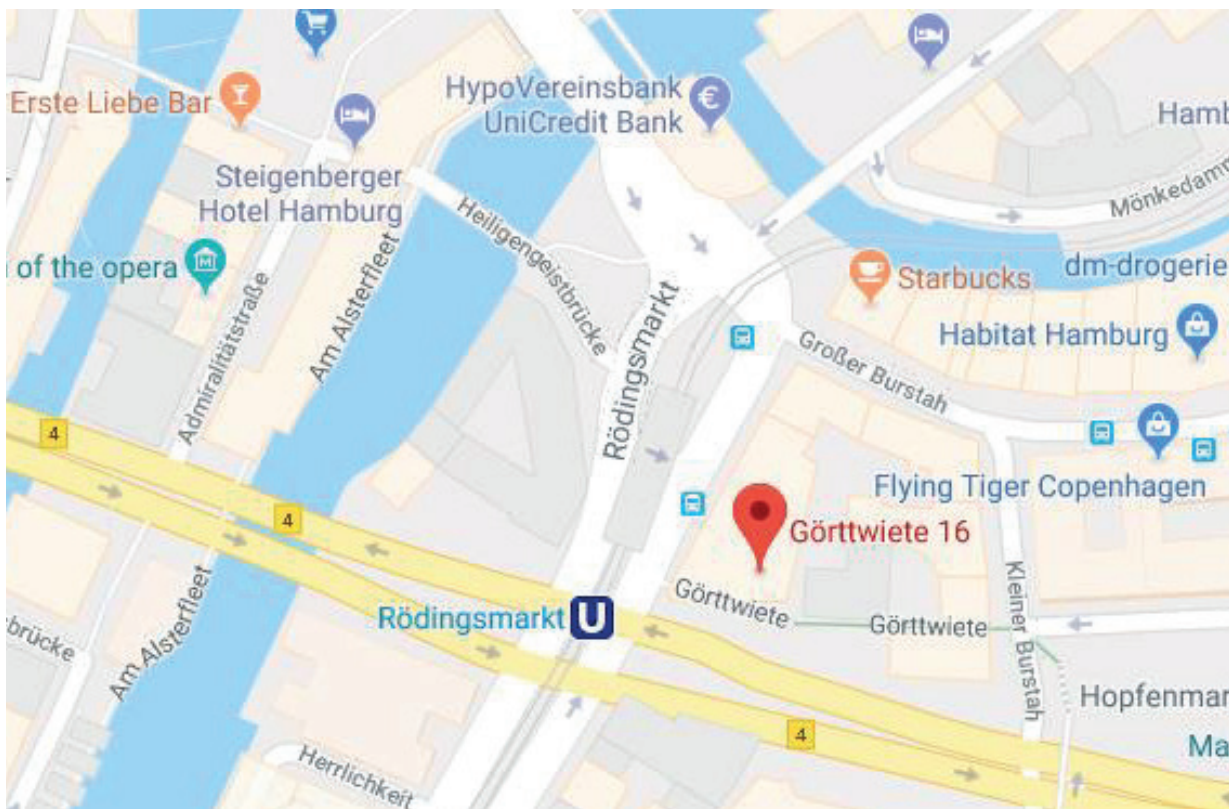 Erste Liebe Bar
HypoVereinsbank
UniCredit Bank
€
Hamb
Steigenberger
Hotel Hamburg
Mönkedamm
Heiligengeistbrücke
of the opera
M
Starbucks
dm-drogerie
Admiralitätstraße
Am Alsterfleet
Rödingsmarkt
Habitat Hamburg
Großer Burstah
4
Flying Tiger Copenhagen
4
Görttwiete 16
Görttwiete
Görttwiete
Kleiner Burstah
Rödingsmarkt U
sbrücke
Am Alsterfleet
Hopfenmar
4
Ma
Herrlichkeit